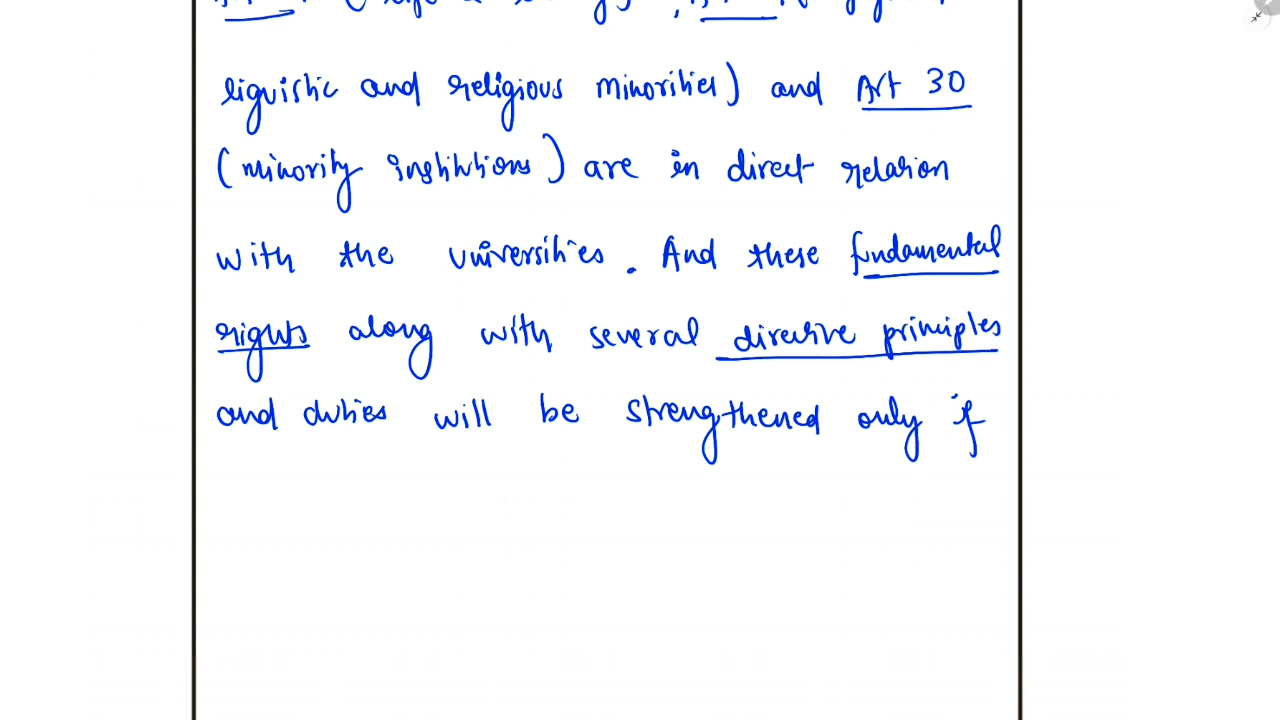 liguistic and religious minorities) and Art 30
(minority institutions) are in direct relation
with the universities. And these fundamental
rights along with several directive principles
and duties will be strengthened only if